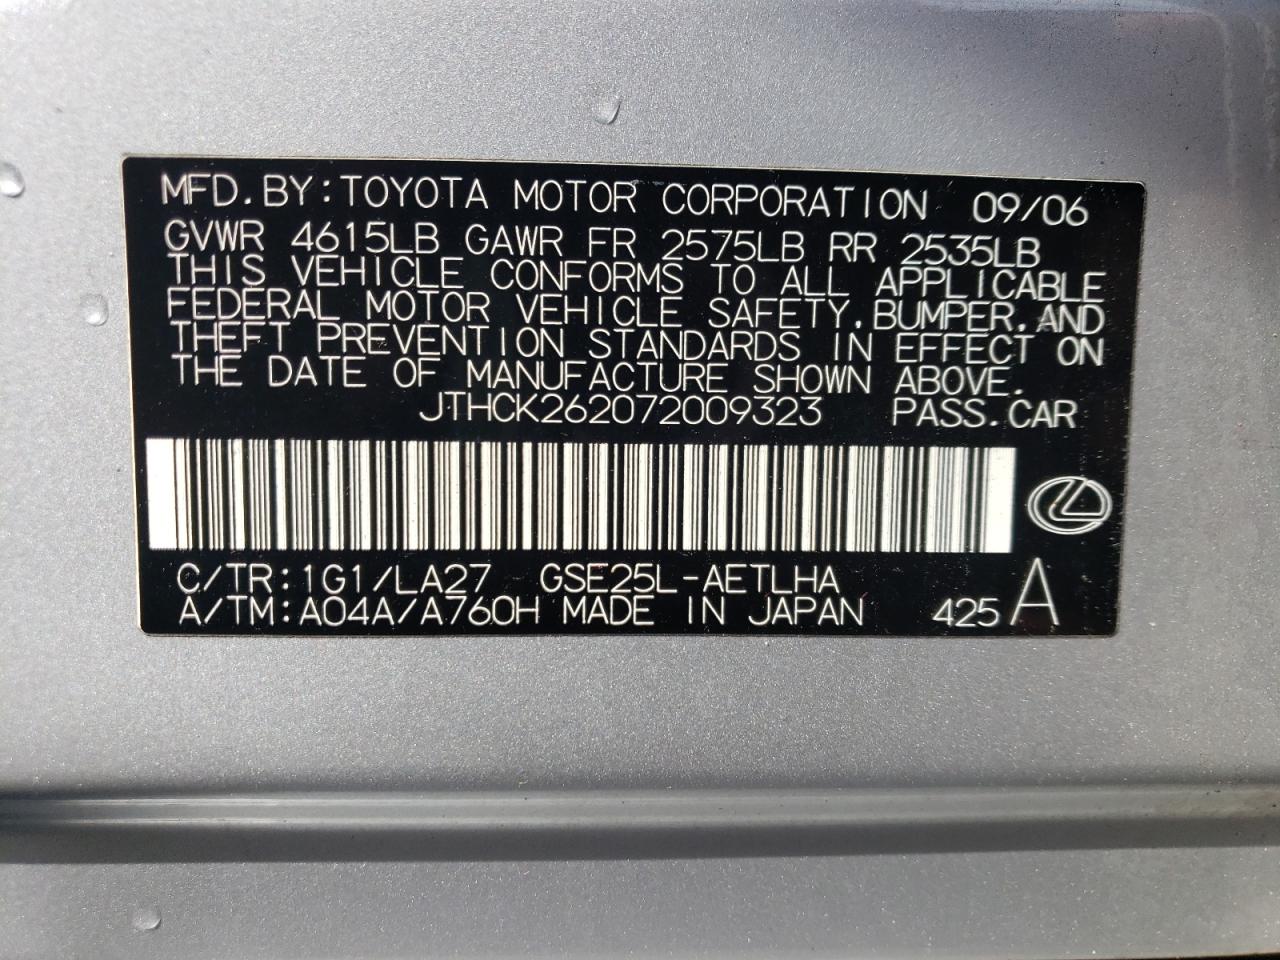 MFD. BY: TOYOTA MOTOR CORPORATION 09/06
GVWR 4615LB GAWR FR 2575LB RR 2535LB
THIS VEHICLE CONFORMS TO ALL APPLICABLE
FEDERAL MOTOR VEHICLE SAFETY, BUMPER, AND
THEFT PREVENTION STANDARDS IN EFFECT ON
THE DATE OF MANUFACTURE SHOWN ABOVE.
JTHCK262072009323 PASS. CAR
C/TR: 1G1/LA27 GSE25L-AETLHA
A/TM: A04A/A760H MADE IN JAPAN 425 A